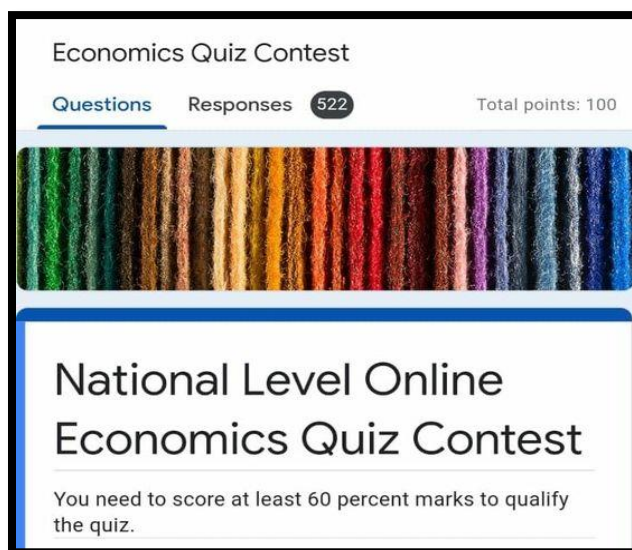 Economics Quiz Contest
Questions Responses 522 Total points: 100
National Level Online
Economics Quiz Contest
You need to score at least 60 percent marks to qualify
the quiz.